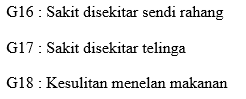 G16 : Sakit disekitar sendi rahang
G17 : Sakit disekitar telinga
G18 : Kesulitan menelan makanan